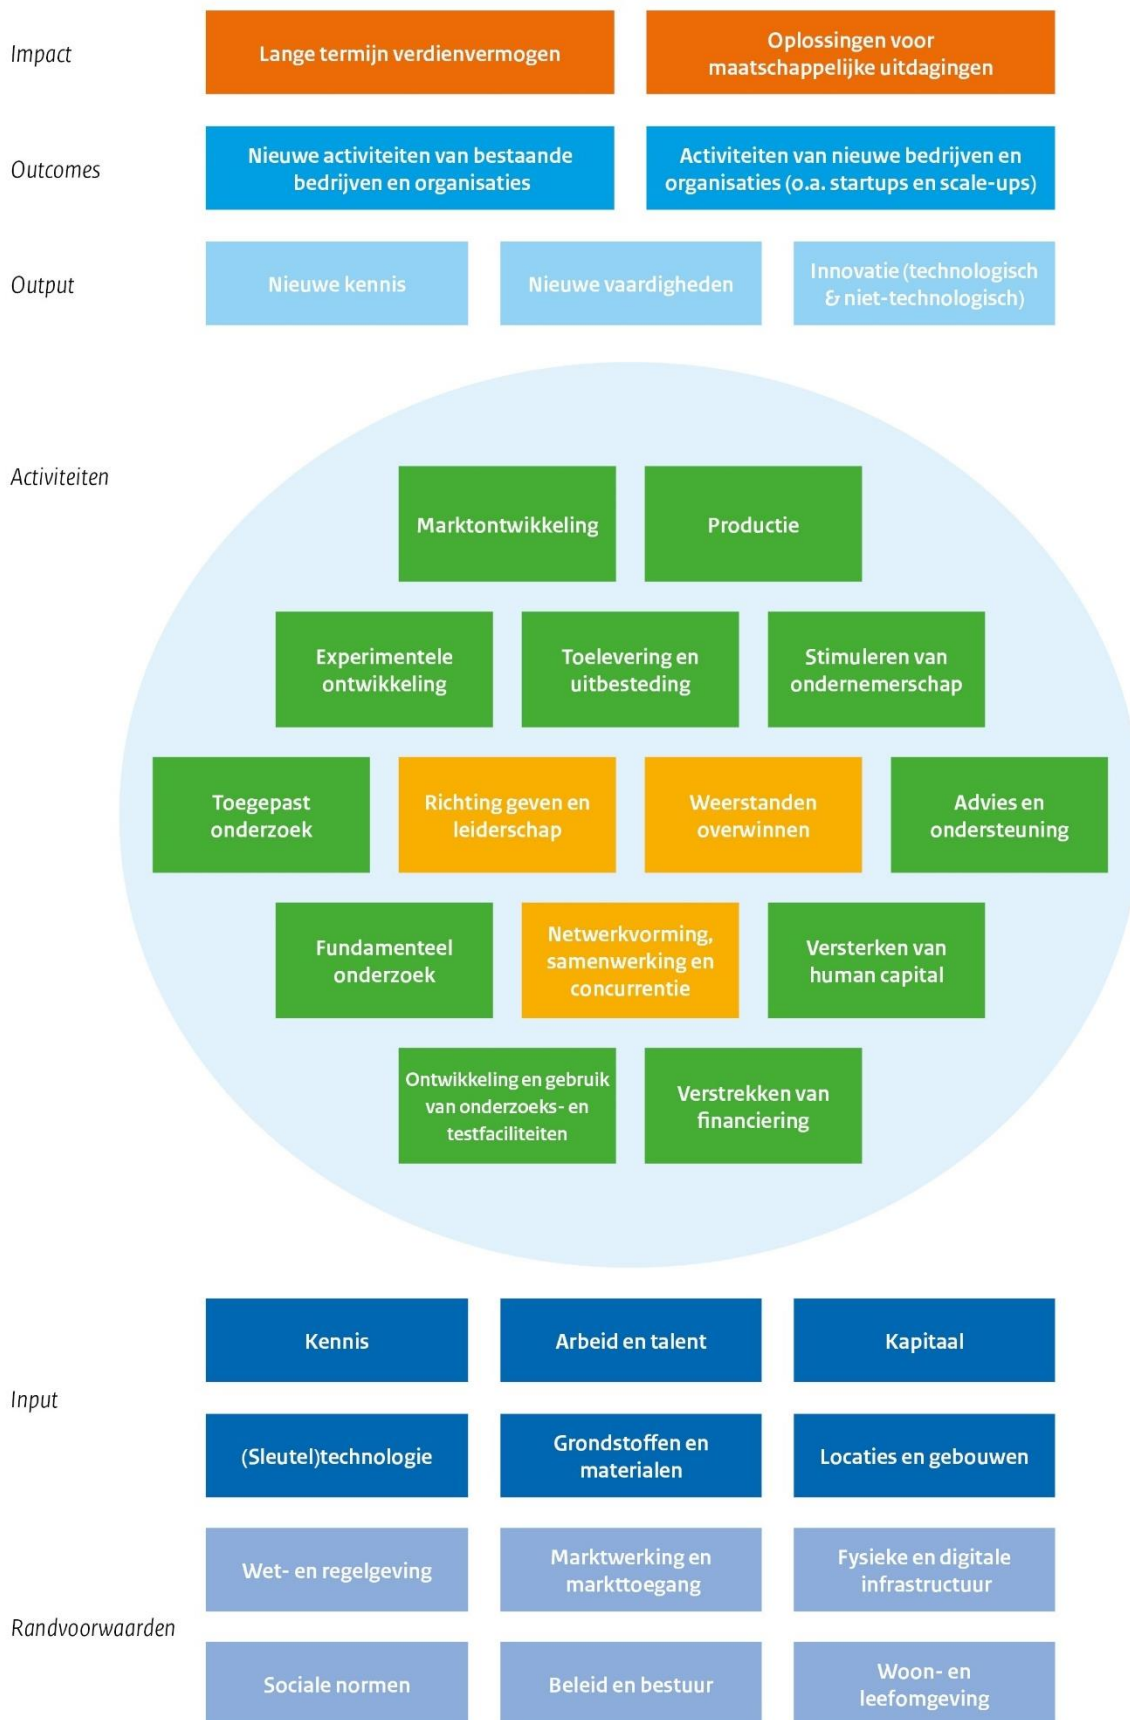 Impact
Lange termijn verdienvermogen
Oplossingen voor
maatschappelijke uitdagingen
Outcomes
Nieuwe activiteiten van bestaande
bedrijven en organisaties
Activiteiten van nieuwe bedrijven en
organisaties (o.a. startups en scale-ups)
Output
Nieuwe kennis
Nieuwe vaardigheden
Innovatie (technologisch
& niet-technologisch)
Activiteiten
Marktontwikkeling
Productie
Experimentele
ontwikkeling
Toelevering en
uitbesteding
Stimuleren van
ondernemerschap
Toegepast
onderzoek
Richting geven en
leiderschap
Weerstanden
overwinnen
Advies en
ondersteuning
Fundamenteel
onderzoek
Netwerkvorming,
samenwerking en
concurrentie
Versterken van
human capital
Ontwikkeling en gebruik
van onderzoeks- en
testfaciliteiten
Verstrekken van
financiering
Input
Kennis
Arbeid en talent
Kapitaal
(Sleutel)technologie
Grondstoffen en
materialen
Locaties en gebouwen
Randvoorwaarden
Wet- en regelgeving
Marktwerking en
markttoegang
Fysieke en digitale
infrastructuur
Sociale normen
Beleid en bestuur
Woon- en
leefomgeving